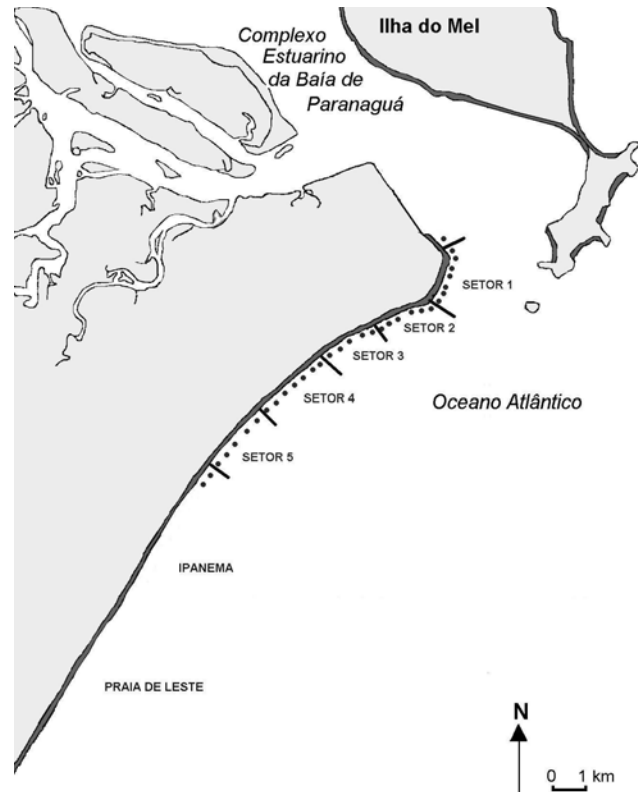 Ilha do Mel
Complexo
Estuarino
da Baía de
Paranaguá
SETOR 1
SETOR 2
SETOR 3
SETOR 4
Oceano Atlântico
SETOR 5
IPANEMA
PRAIA DE LESTE
N
0 1 km